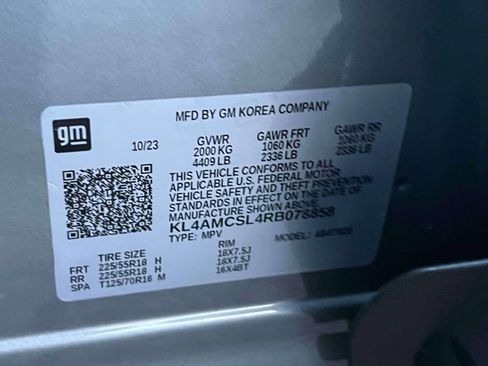 MFD BY GM KOREA COMPANY
gm
10/23 GVWR GAWR FRT GAWR RR
2000 KG 1060 KG 1060 KG
4409 LB 2336 LB 2336 LB
THIS VEHICLE CONFORMS TO ALL
APPLICABLE U.S. FEDERAL MOTOR
VEHICLE SAFETY AND THEFT PREVENTION
STANDARDS IN EFFECT ON THE DATE OF
MANUFACTURE SHOWN ABOVE.
KL4AMCSL4RB078858
TYPE: MPV MODEL:
TIRE SIZE RIM
FRT 225/55R18 H 18X7.5J
RR 225/55R18 H 18X7.5J
SPA T125/70R16 M 16X4BT